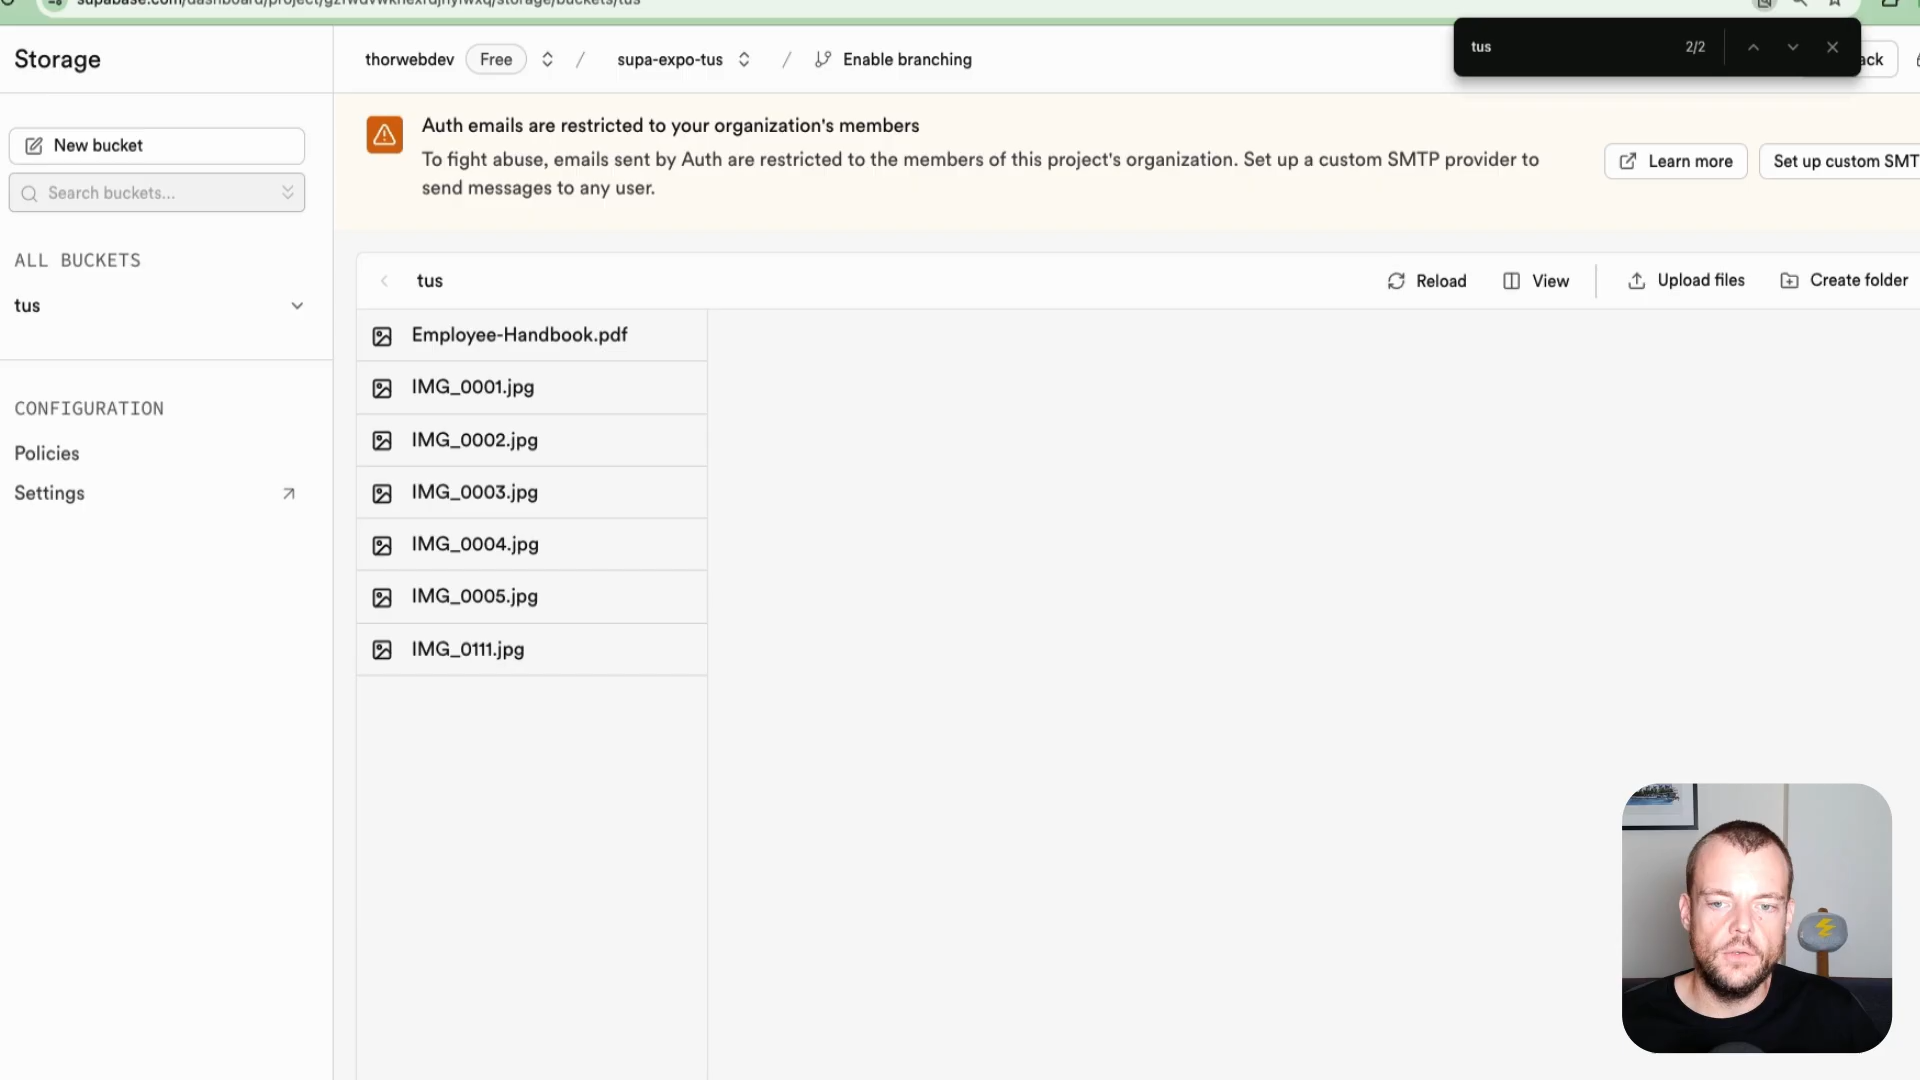 Storage
thorwebdev Free / supa-expo-tus / Enable branching
tus 2/2
New bucket
Search buckets...
ALL BUCKETS
tus
CONFIGURATION
Policies
Settings
Auth emails are restricted to your organization's members
To fight abuse, emails sent by Auth are restricted to the members of this project's organization. Set up a custom SMTP provider to
send messages to any user.
Learn more
Set up custom SMT
tus
Reload
View
Upload files
Create folder
Employee-Handbook.pdf
IMG_0001.jpg
IMG_0002.jpg
IMG_0003.jpg
IMG_0004.jpg
IMG_0005.jpg
IMG_0111.jpg